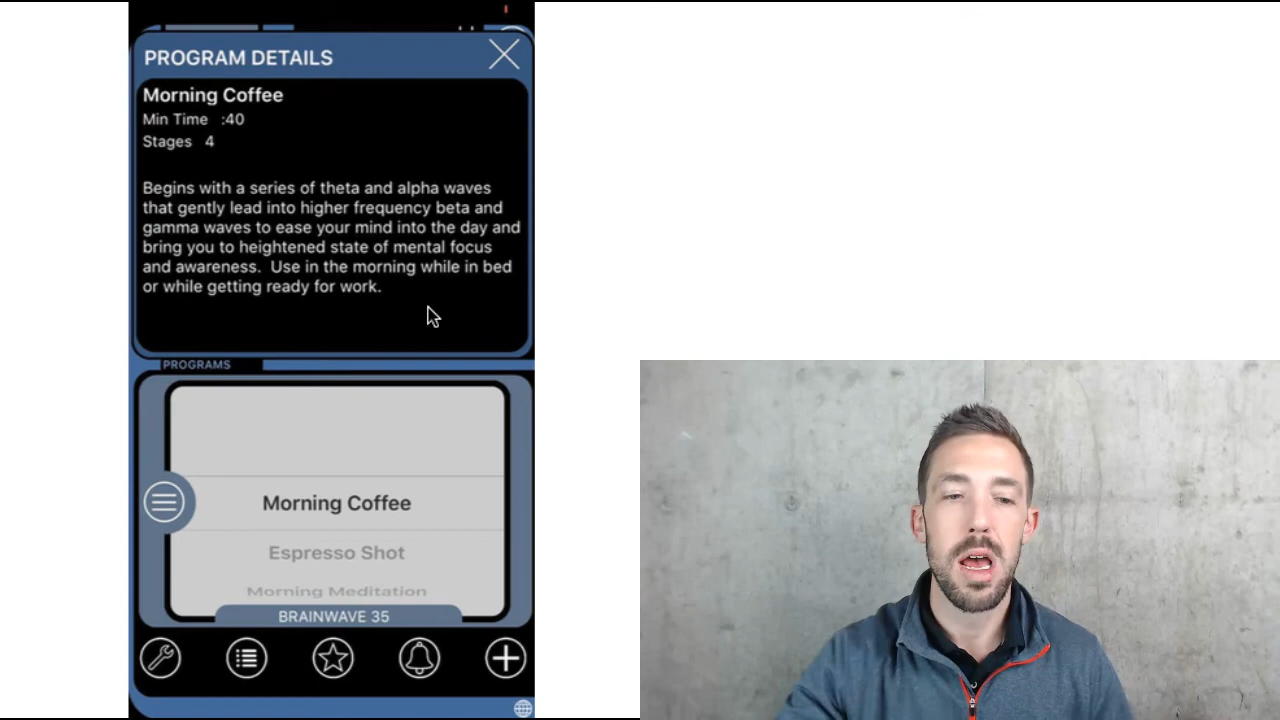 PROGRAM DETAILS
Morning Coffee
Min Time :40
Stages 4
Begins with a series of theta and alpha waves
that gently lead into higher frequency beta and
gamma waves to ease your mind into the day and
bring you to heightened state of mental focus
and awareness. Use in the morning while in bed
or while getting ready for work.
PROGRAMS
Morning Coffee
Espresso Shot
Morning Meditation
BRAINWAVE 35